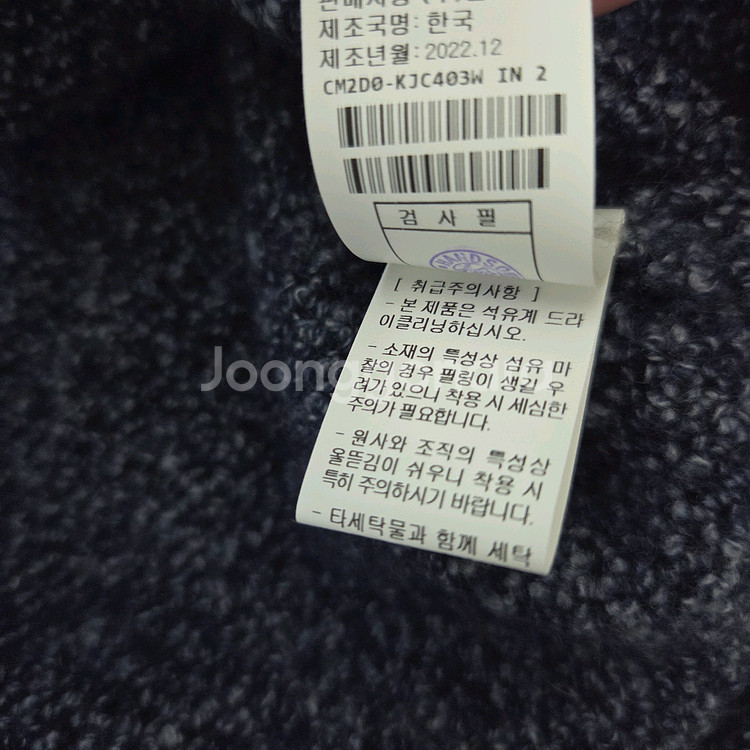 제조국명: 한국
제조년월: 2022.12
CM2D0-KJC403W IN 2
검 사 필
[ 취급주의사항 ]
- 본 제품은 석유계 드라
이클리닝하십시오.
- 소재의 특성상 섬유 마
찰의 경우 필링이 생길 우
려가 있으니 착용 시 세심한
주의가 필요합니다.
- 원사와 조직의 특성상
올뜯김이 쉬우니 착용 시
특히 주의하시기 바랍니다.
- 타세탁물과 함께 세탁